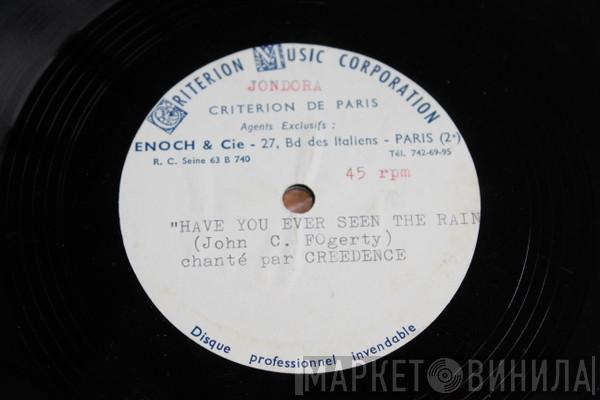 CRITERION MUSIC CORPORATION
JONDORA
CRITERION DE PARIS
Agents Exclusifs :
ENOCH & Cie - 27, Bd des Italiens - PARIS (2e)
R. C. Seine 63 B 740
Tél. 742-69-95
45 rpm
"HAVE YOU EVER SEEN THE RAIN
(John C. FOgerty)
chanté par CREEDENCE
Disque professionnel invendable
МАРКЕТ ВИНИЛА